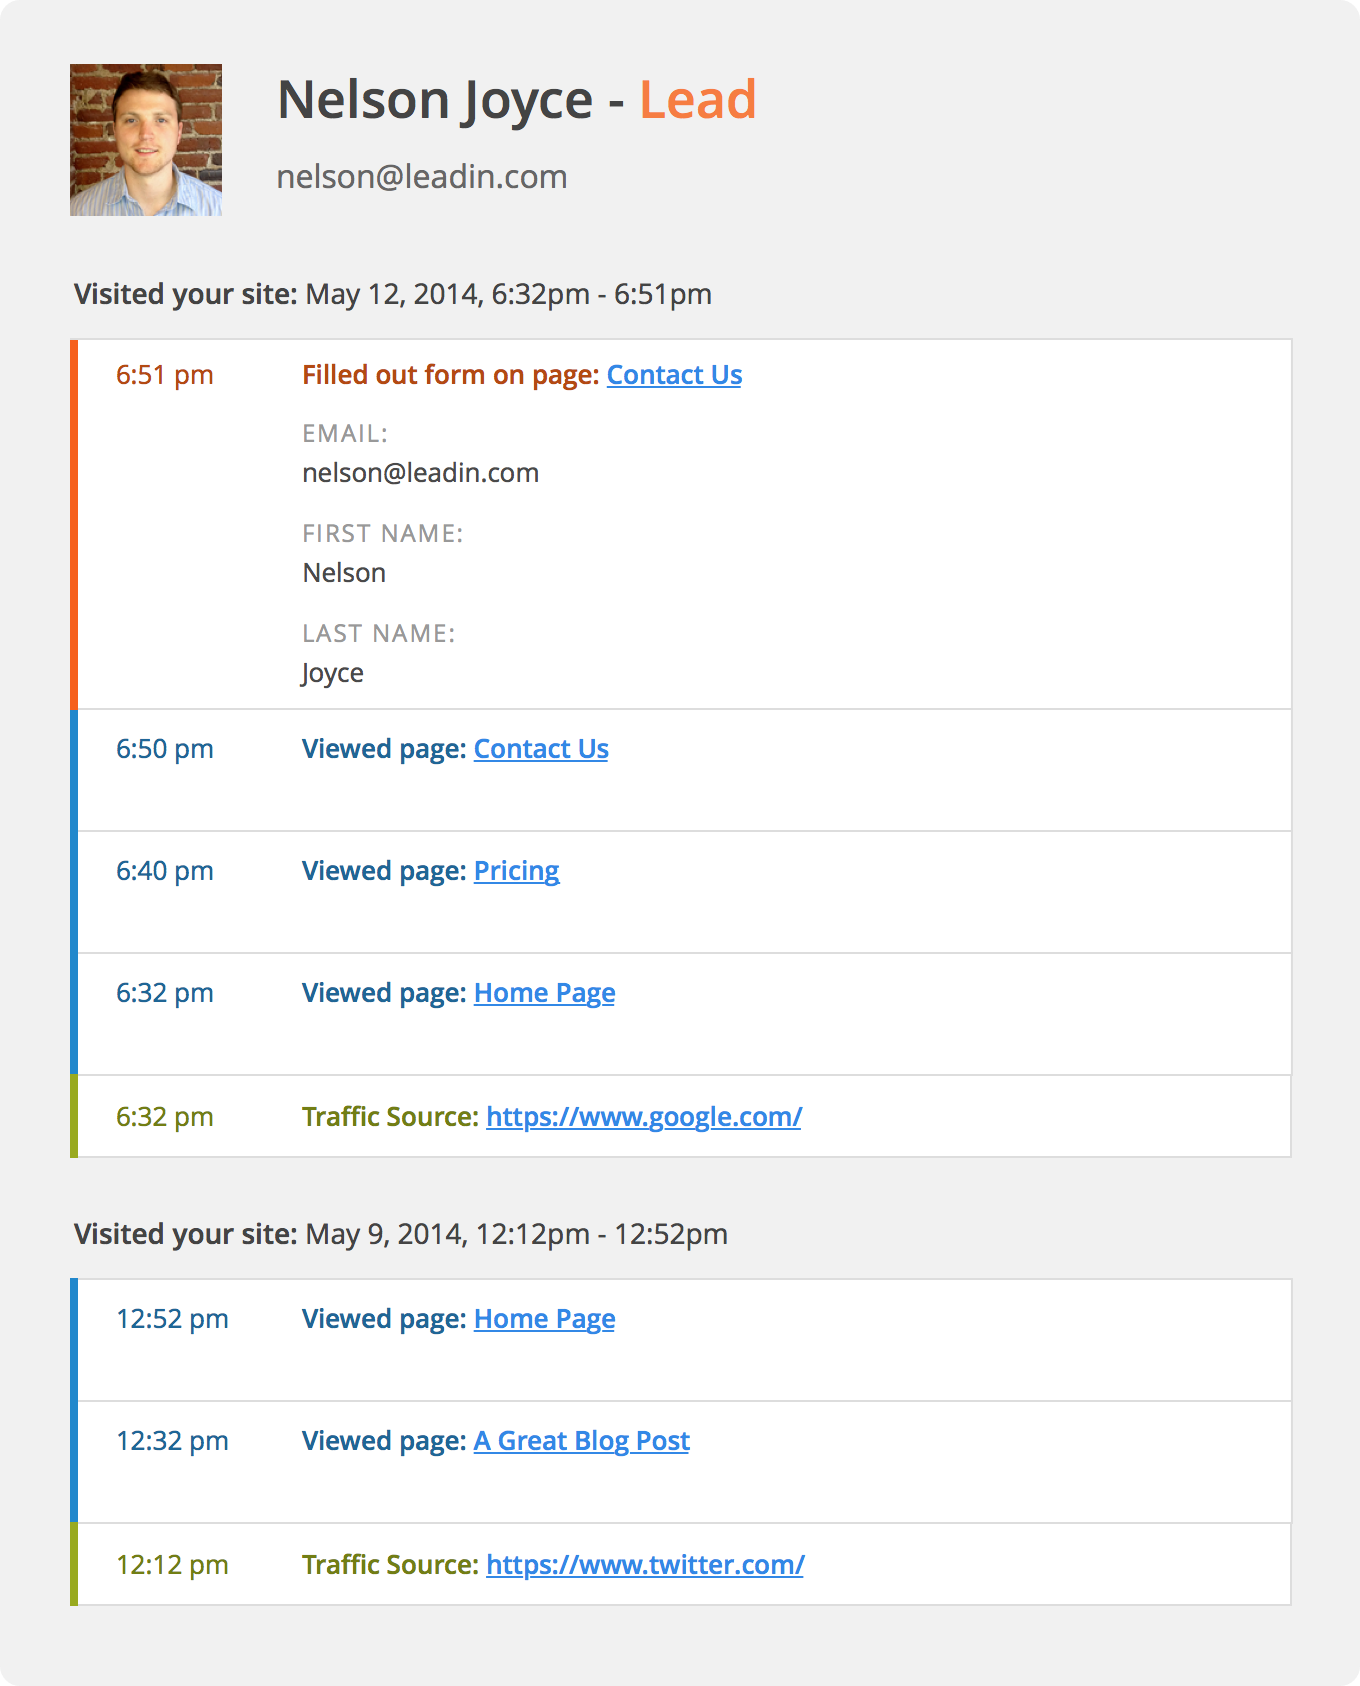 Nelson Joyce - Lead
nelson@leadin.com
Visited your site: May 12, 2014, 6:32pm - 6:51pm
6:51 pm Filled out form on page: Contact Us
EMAIL:
nelson@leadin.com
FIRST NAME:
Nelson
LAST NAME:
Joyce
6:50 pm Viewed page: Contact Us
6:40 pm Viewed page: Pricing
6:32 pm Viewed page: Home Page
6:32 pm Traffic Source: https://www.google.com/
Visited your site: May 9, 2014, 12:12pm - 12:52pm
12:52 pm Viewed page: Home Page
12:32 pm Viewed page: A Great Blog Post
12:12 pm Traffic Source: https://www.twitter.com/